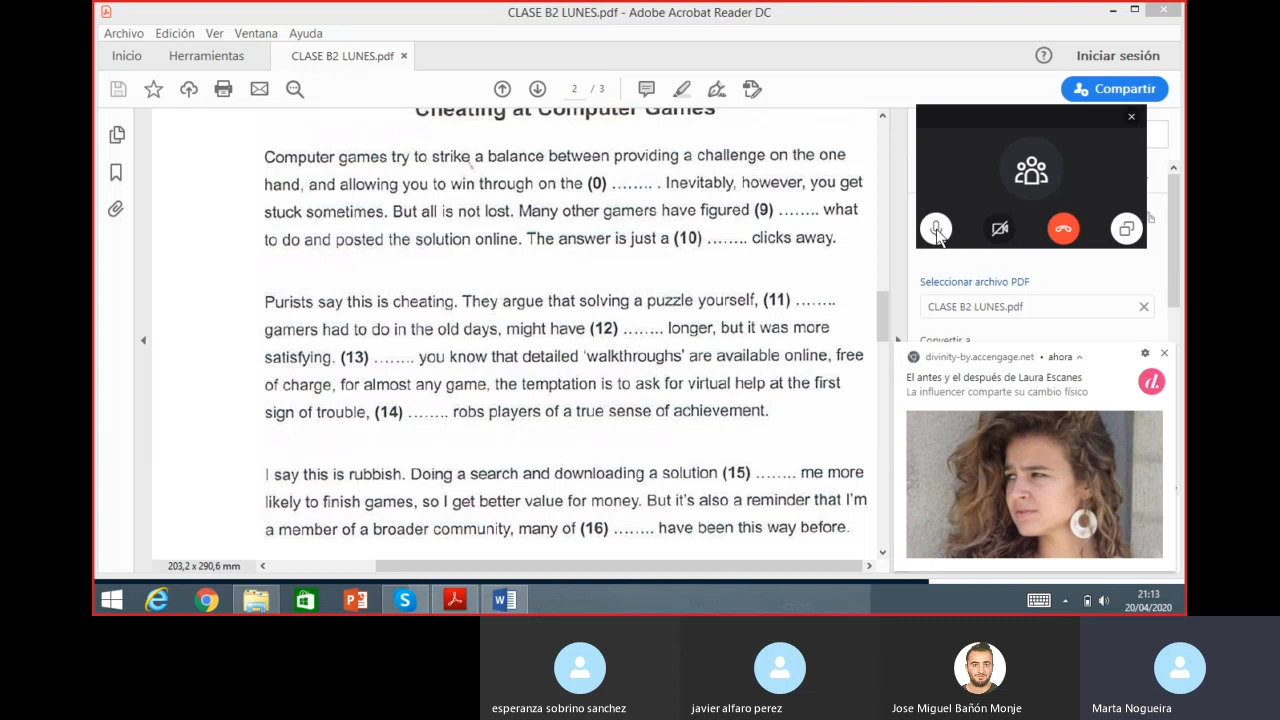 CLASE B2 LUNES.pdf - Adobe Acrobat Reader DC
Archivo Edición Ver Ventana Ayuda
Inicio Herramientas CLASE B2 LUNES.pdf × Iniciar sesión
2 / 3 Compartir
Cheating at Computer Games
Computer games try to strike a balance between providing a challenge on the one
hand, and allowing you to win through on the (0) ........ . Inevitably, however, you get
stuck sometimes. But all is not lost. Many other gamers have figured (9) ........ what
to do and posted the solution online. The answer is just a (10) ........ clicks away.
Purists say this is cheating. They argue that solving a puzzle yourself, (11) ........
gamers had to do in the old days, might have (12) ........ longer, but it was more
satisfying. (13) ........ you know that detailed 'walkthroughs' are available online, free
of charge, for almost any game, the temptation is to ask for virtual help at the first
sign of trouble, (14) ........ robs players of a true sense of achievement.
I say this is rubbish. Doing a search and downloading a solution (15) ........ me more
likely to finish games, so I get better value for money. But it's also a reminder that I'm
a member of a broader community, many of (16) ........ have been this way before.
203,2 x 290,6 mm
Seleccionar archivo PDF
CLASE B2 LUNES.pdf
Convertir a
divinity-by.accengage.net • ahora
El antes y el después de Laura Escanes
La influencer comparte su cambio físico
d.
21:13
20/04/2020
esperanza sobrino sanchez
javier alfaro perez
Jose Miguel Bañón Monje
Marta Nogueira